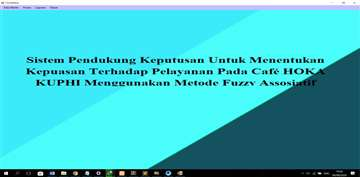 Sistem Pendukung Keputusan Untuk Menentukan
Kepuasan Terhadap Pelayanan Pada Café HOKA
KUPHI Menggunakan Metode Fuzzy Assosiatif